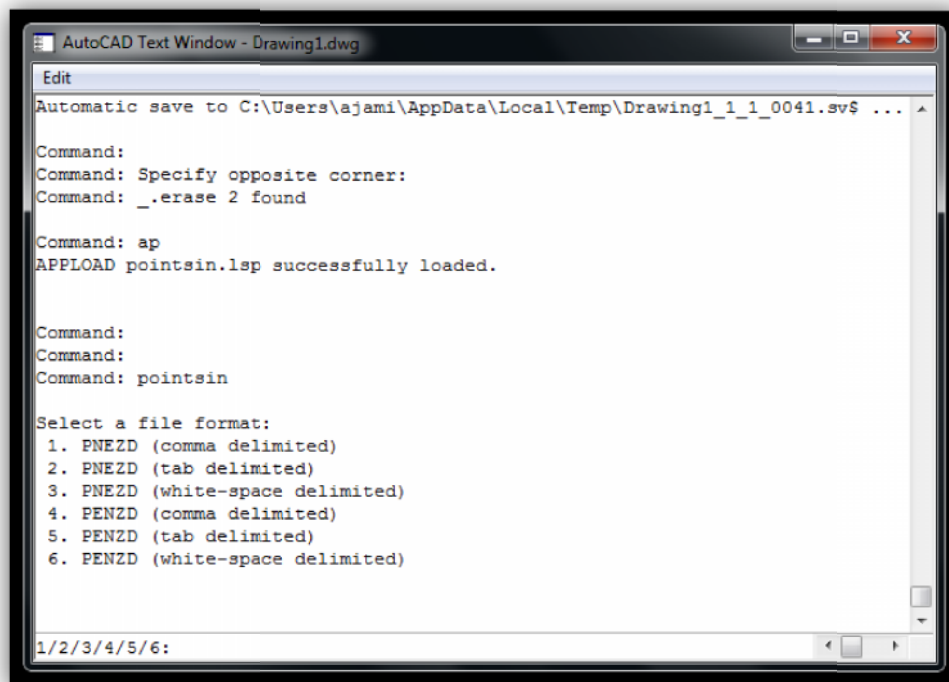 AutoCAD Text Window - Drawing1.dwg
Edit
Automatic save to C:\Users\ajami\AppData\Local\Temp\Drawing1_1_1_0041.sv$ ...
Command:
Command: Specify opposite corner:
Command: _.erase 2 found
Command: ap
APPLOAD pointsin.lsp successfully loaded.
Command:
Command:
Command: pointsin
Select a file format:
1. PNEZD (comma delimited)
2. PNEZD (tab delimited)
3. PNEZD (white-space delimited)
4. PENZD (comma delimited)
5. PENZD (tab delimited)
6. PENZD (white-space delimited)
1/2/3/4/5/6: